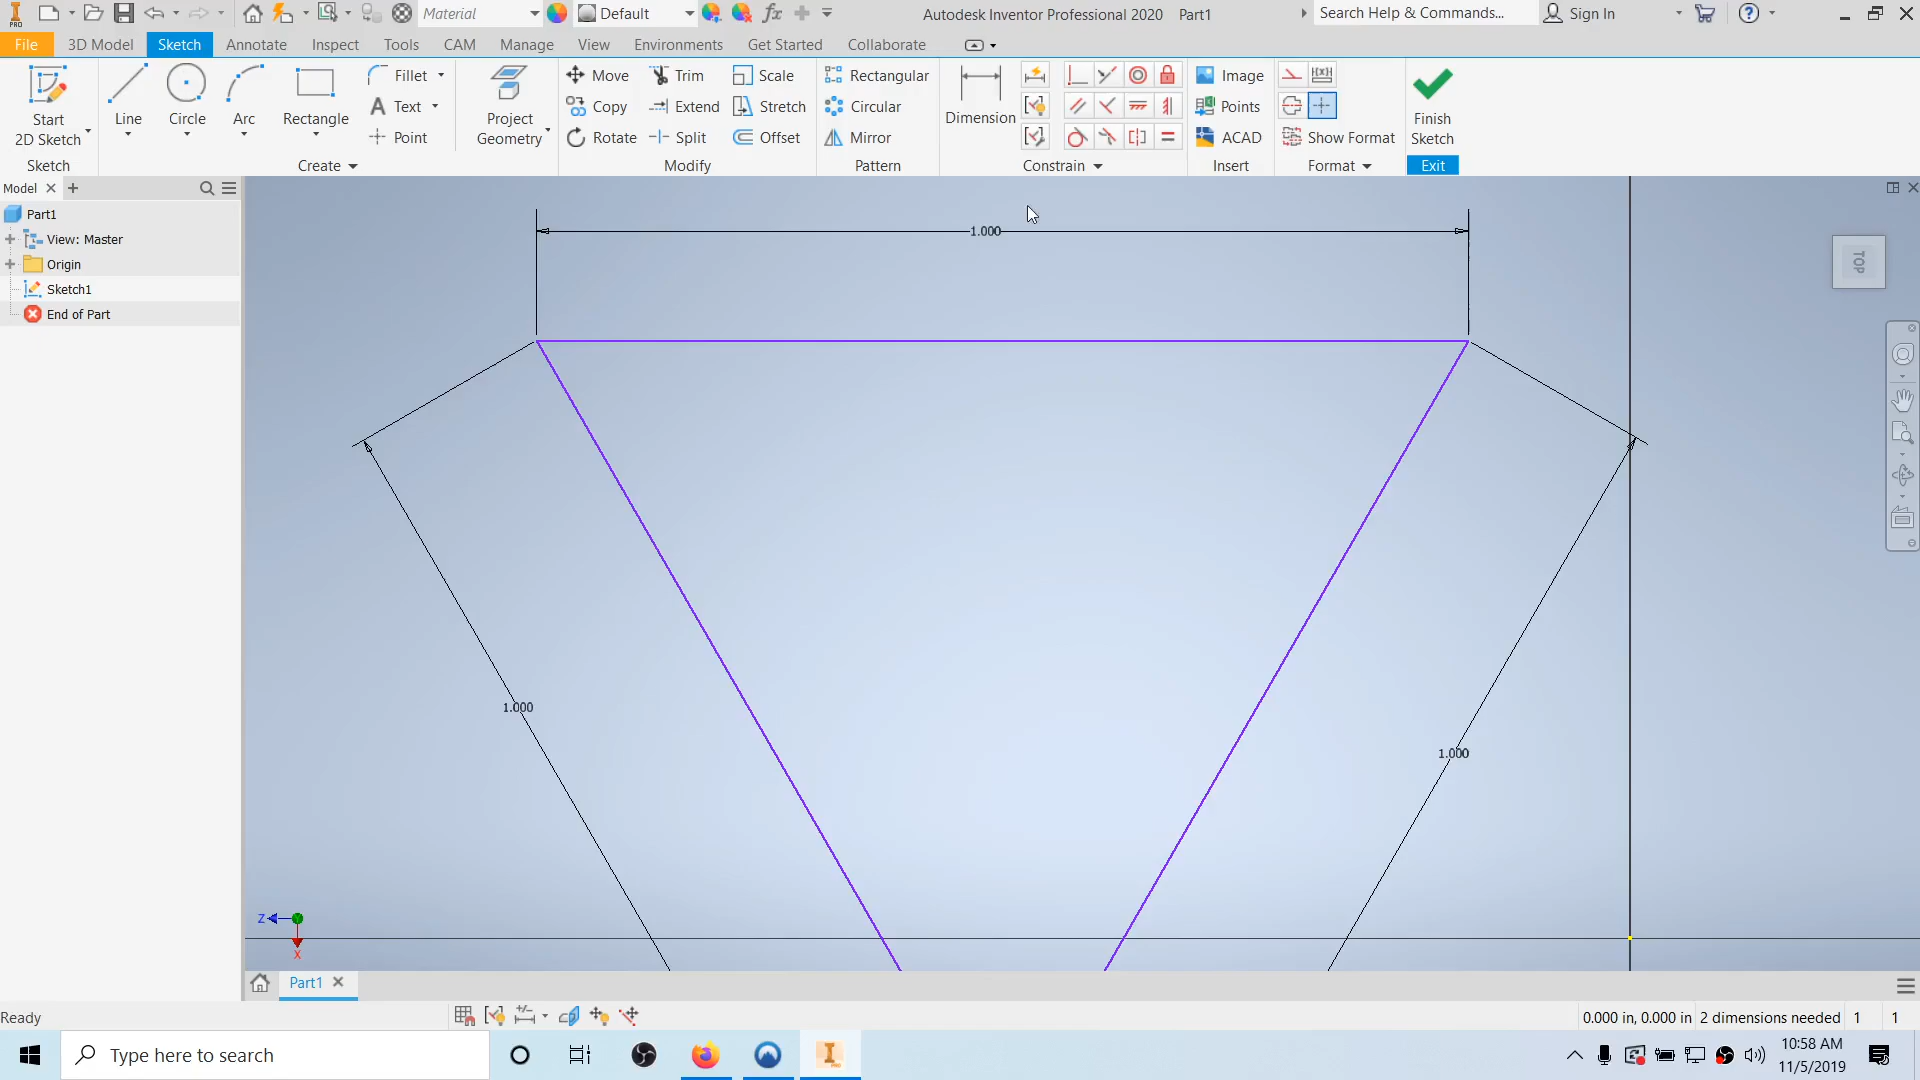 PRO Material Default fx Autodesk Inventor Professional 2020 Part1 Search Help & Commands... Sign In
File 3D Model Sketch Annotate Inspect Tools CAM Manage View Environments Get Started Collaborate
Start 2D Sketch Line Circle Arc Rectangle Fillet Text Point Project Geometry
Move Trim Scale Rectangular Dimension Image
Copy Extend Stretch Circular Points
Rotate Split Offset Mirror ACAD Show Format Finish Sketch
Sketch Create Modify Pattern Constrain Insert Format Exit
Model
Part1
View: Master
Origin
Sketch1
End of Part
1.000
TOP
1.000
1.000
Z
X
Part1
Ready 0.000 in, 0.000 in 2 dimensions needed 1 1
Type here to search 10:58 AM
11/5/2019